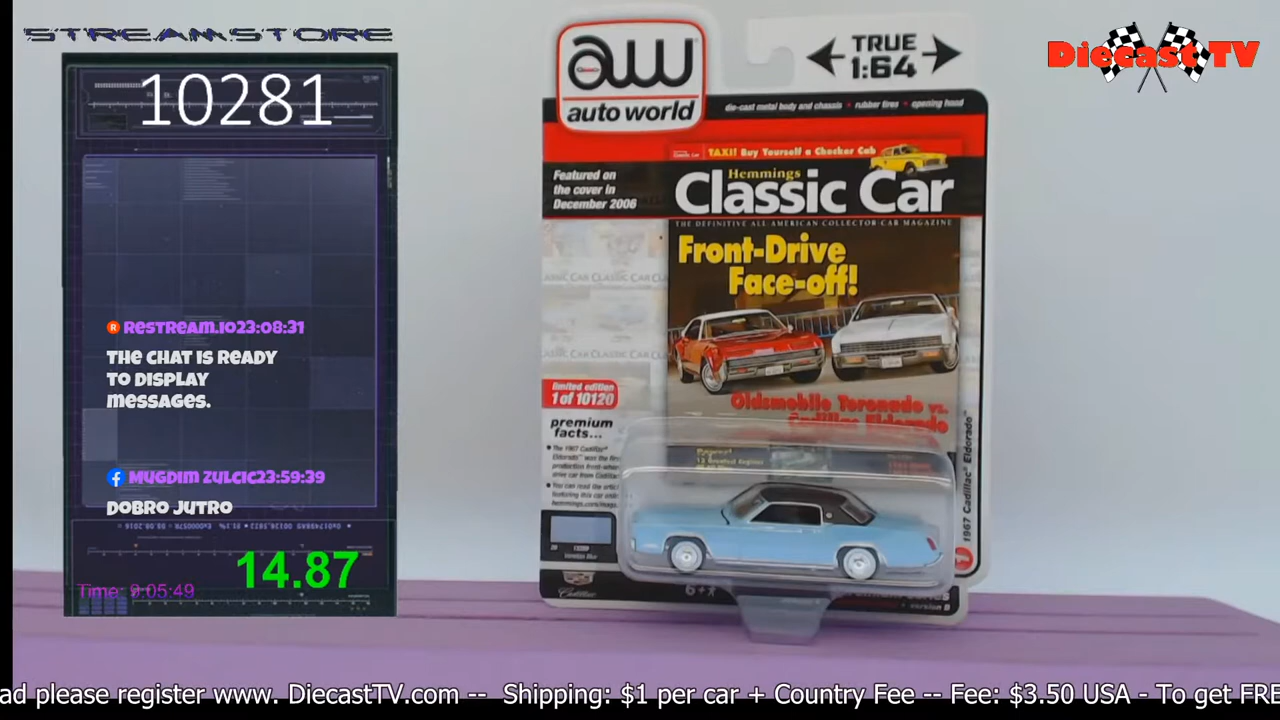 STREAMSTORE
10281
RESTREAM.IO23:08:31
THE CHAT IS READY
TO DISPLAY
MESSAGES.
MUGDIM ZULCIC23:59:39
DOBRO JUTRO
14.87
Time: 9:05:49
aw
auto world
TRUE
1:64
die-cast metal body and chassis • rubber tires • opening hood
TAXI! Buy Yourself a Checker Cab
Featured on
the cover in
December 2006
Hemmings
Classic Car
THE DEFINITIVE ALL-AMERICAN COLLECTOR-CAR MAGAZINE
Front-Drive
Face-off!
Oldsmobile Toronado vs.
Cadillac Eldorado
limited edition
1 of 10120
premium
facts...
1967 Cadillac® Eldorado®
Venetian Blue
Cadillac
version B
Diecast TV
ad please register www. DiecastTV.com -- Shipping: $1 per car + Country Fee -- Fee: $3.50 USA - To get FRE